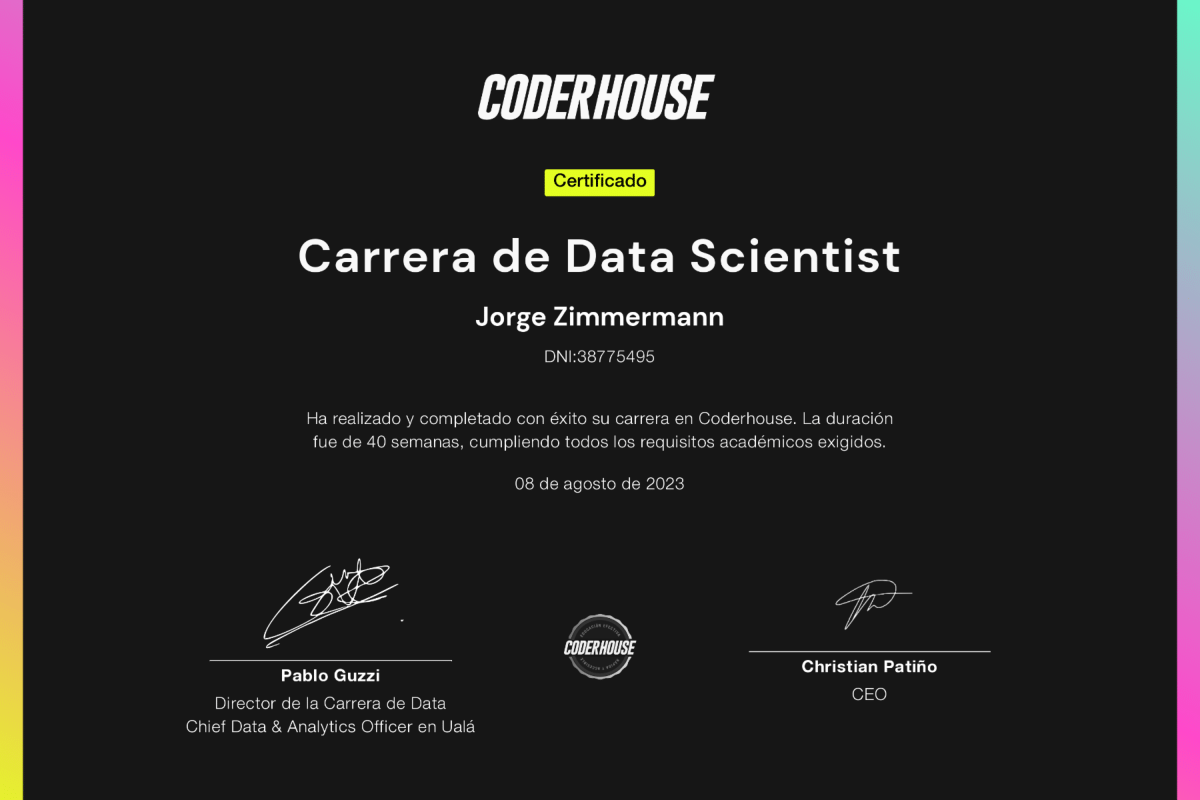 CODERHOUSE
Certificado
Carrera de Data Scientist
Jorge Zimmermann
DNI:38775495
Ha realizado y completado con éxito su carrera en Coderhouse. La duración
fue de 40 semanas, cumpliendo todos los requisitos académicos exigidos.
08 de agosto de 2023
CODERHOUSE
Pablo Guzzi
Director de la Carrera de Data
Chief Data & Analytics Officer en Ualá
Christian Patiño
CEO